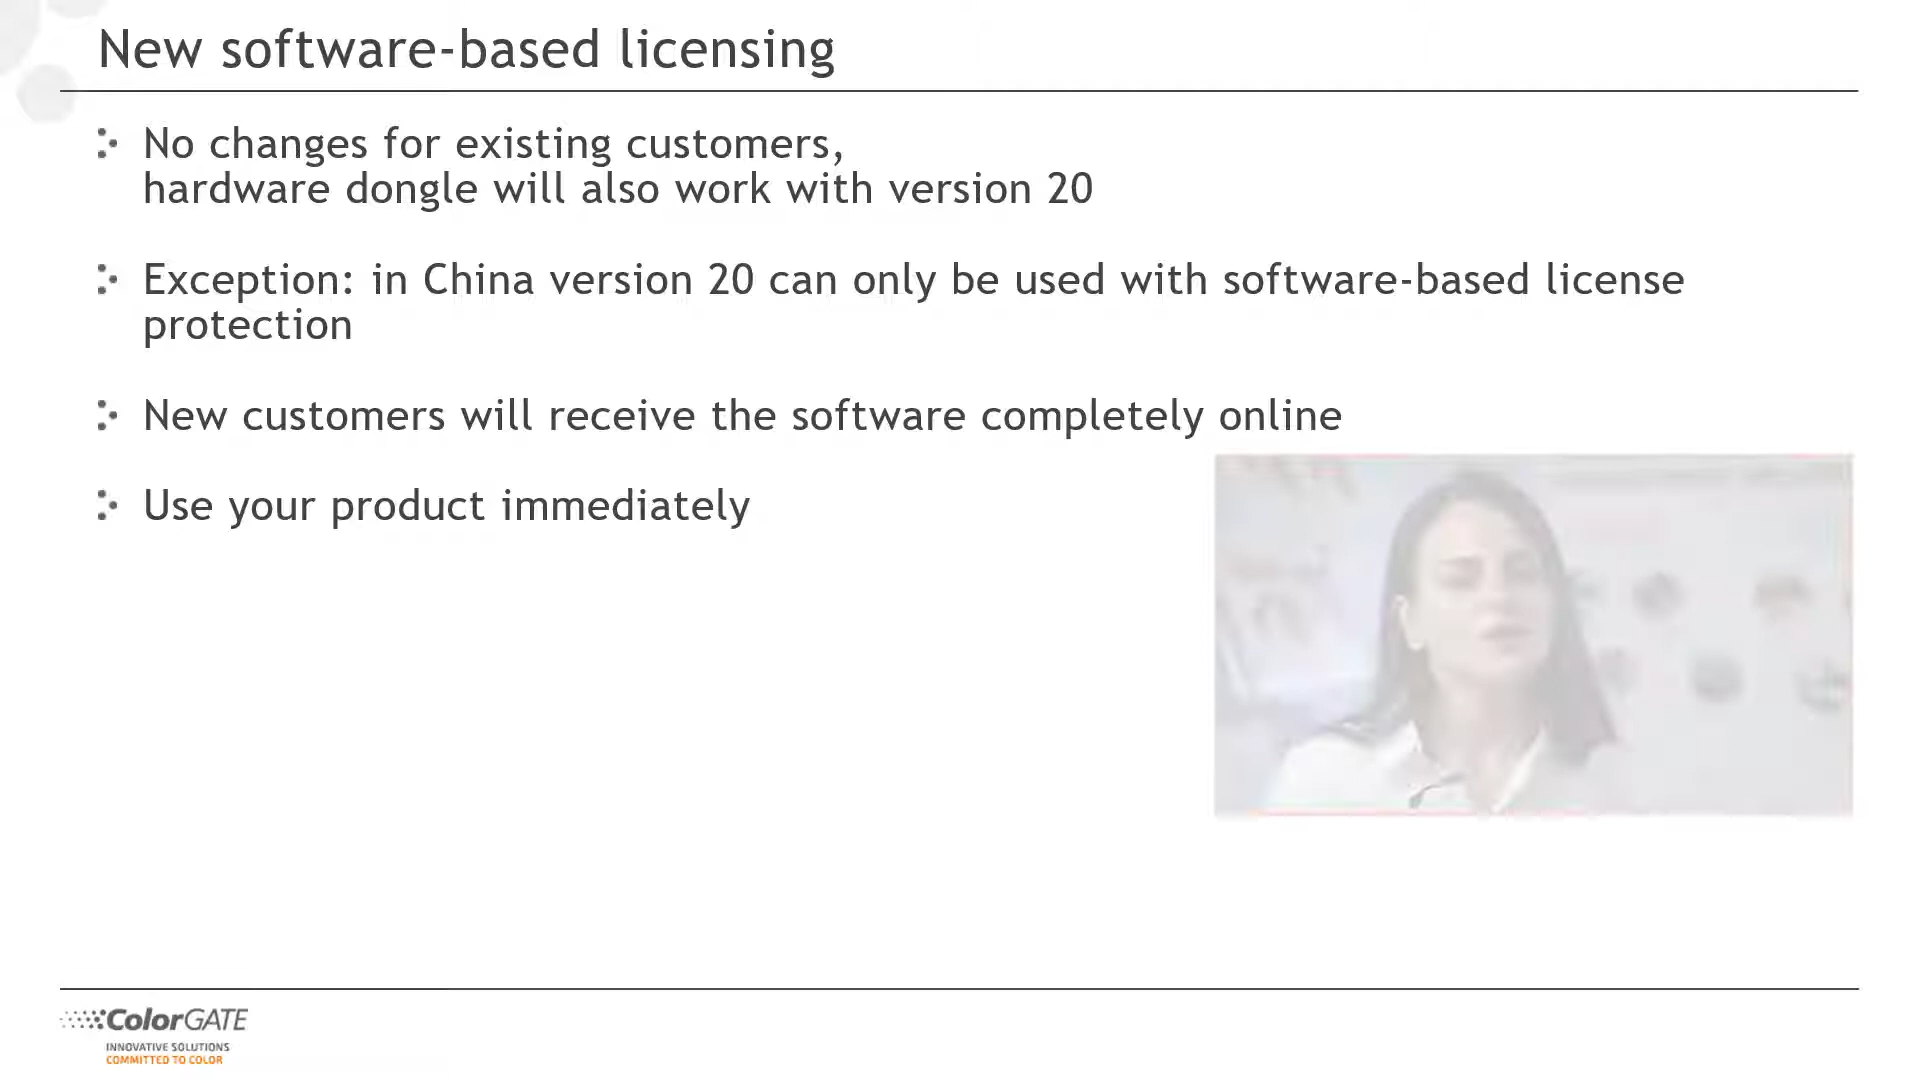 New software-based licensing
No changes for existing customers,
hardware dongle will also work with version 20
Exception: in China version 20 can only be used with software-based license
protection
New customers will receive the software completely online
Use your product immediately
ColorGATE
INNOVATIVE SOLUTIONS
COMMITTED TO COLOR